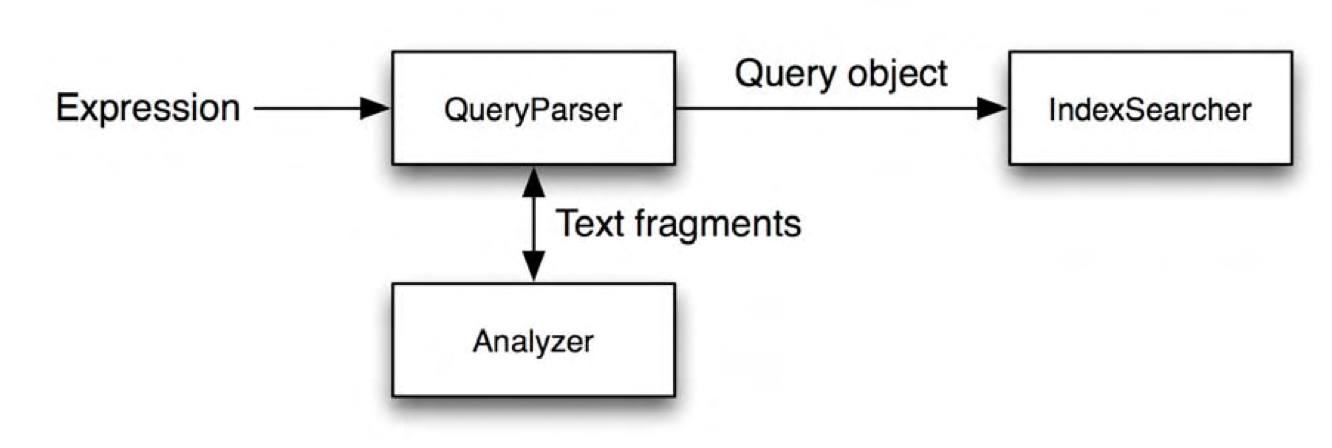 Expression
QueryParser
Query object
IndexSearcher
Text fragments
Analyzer